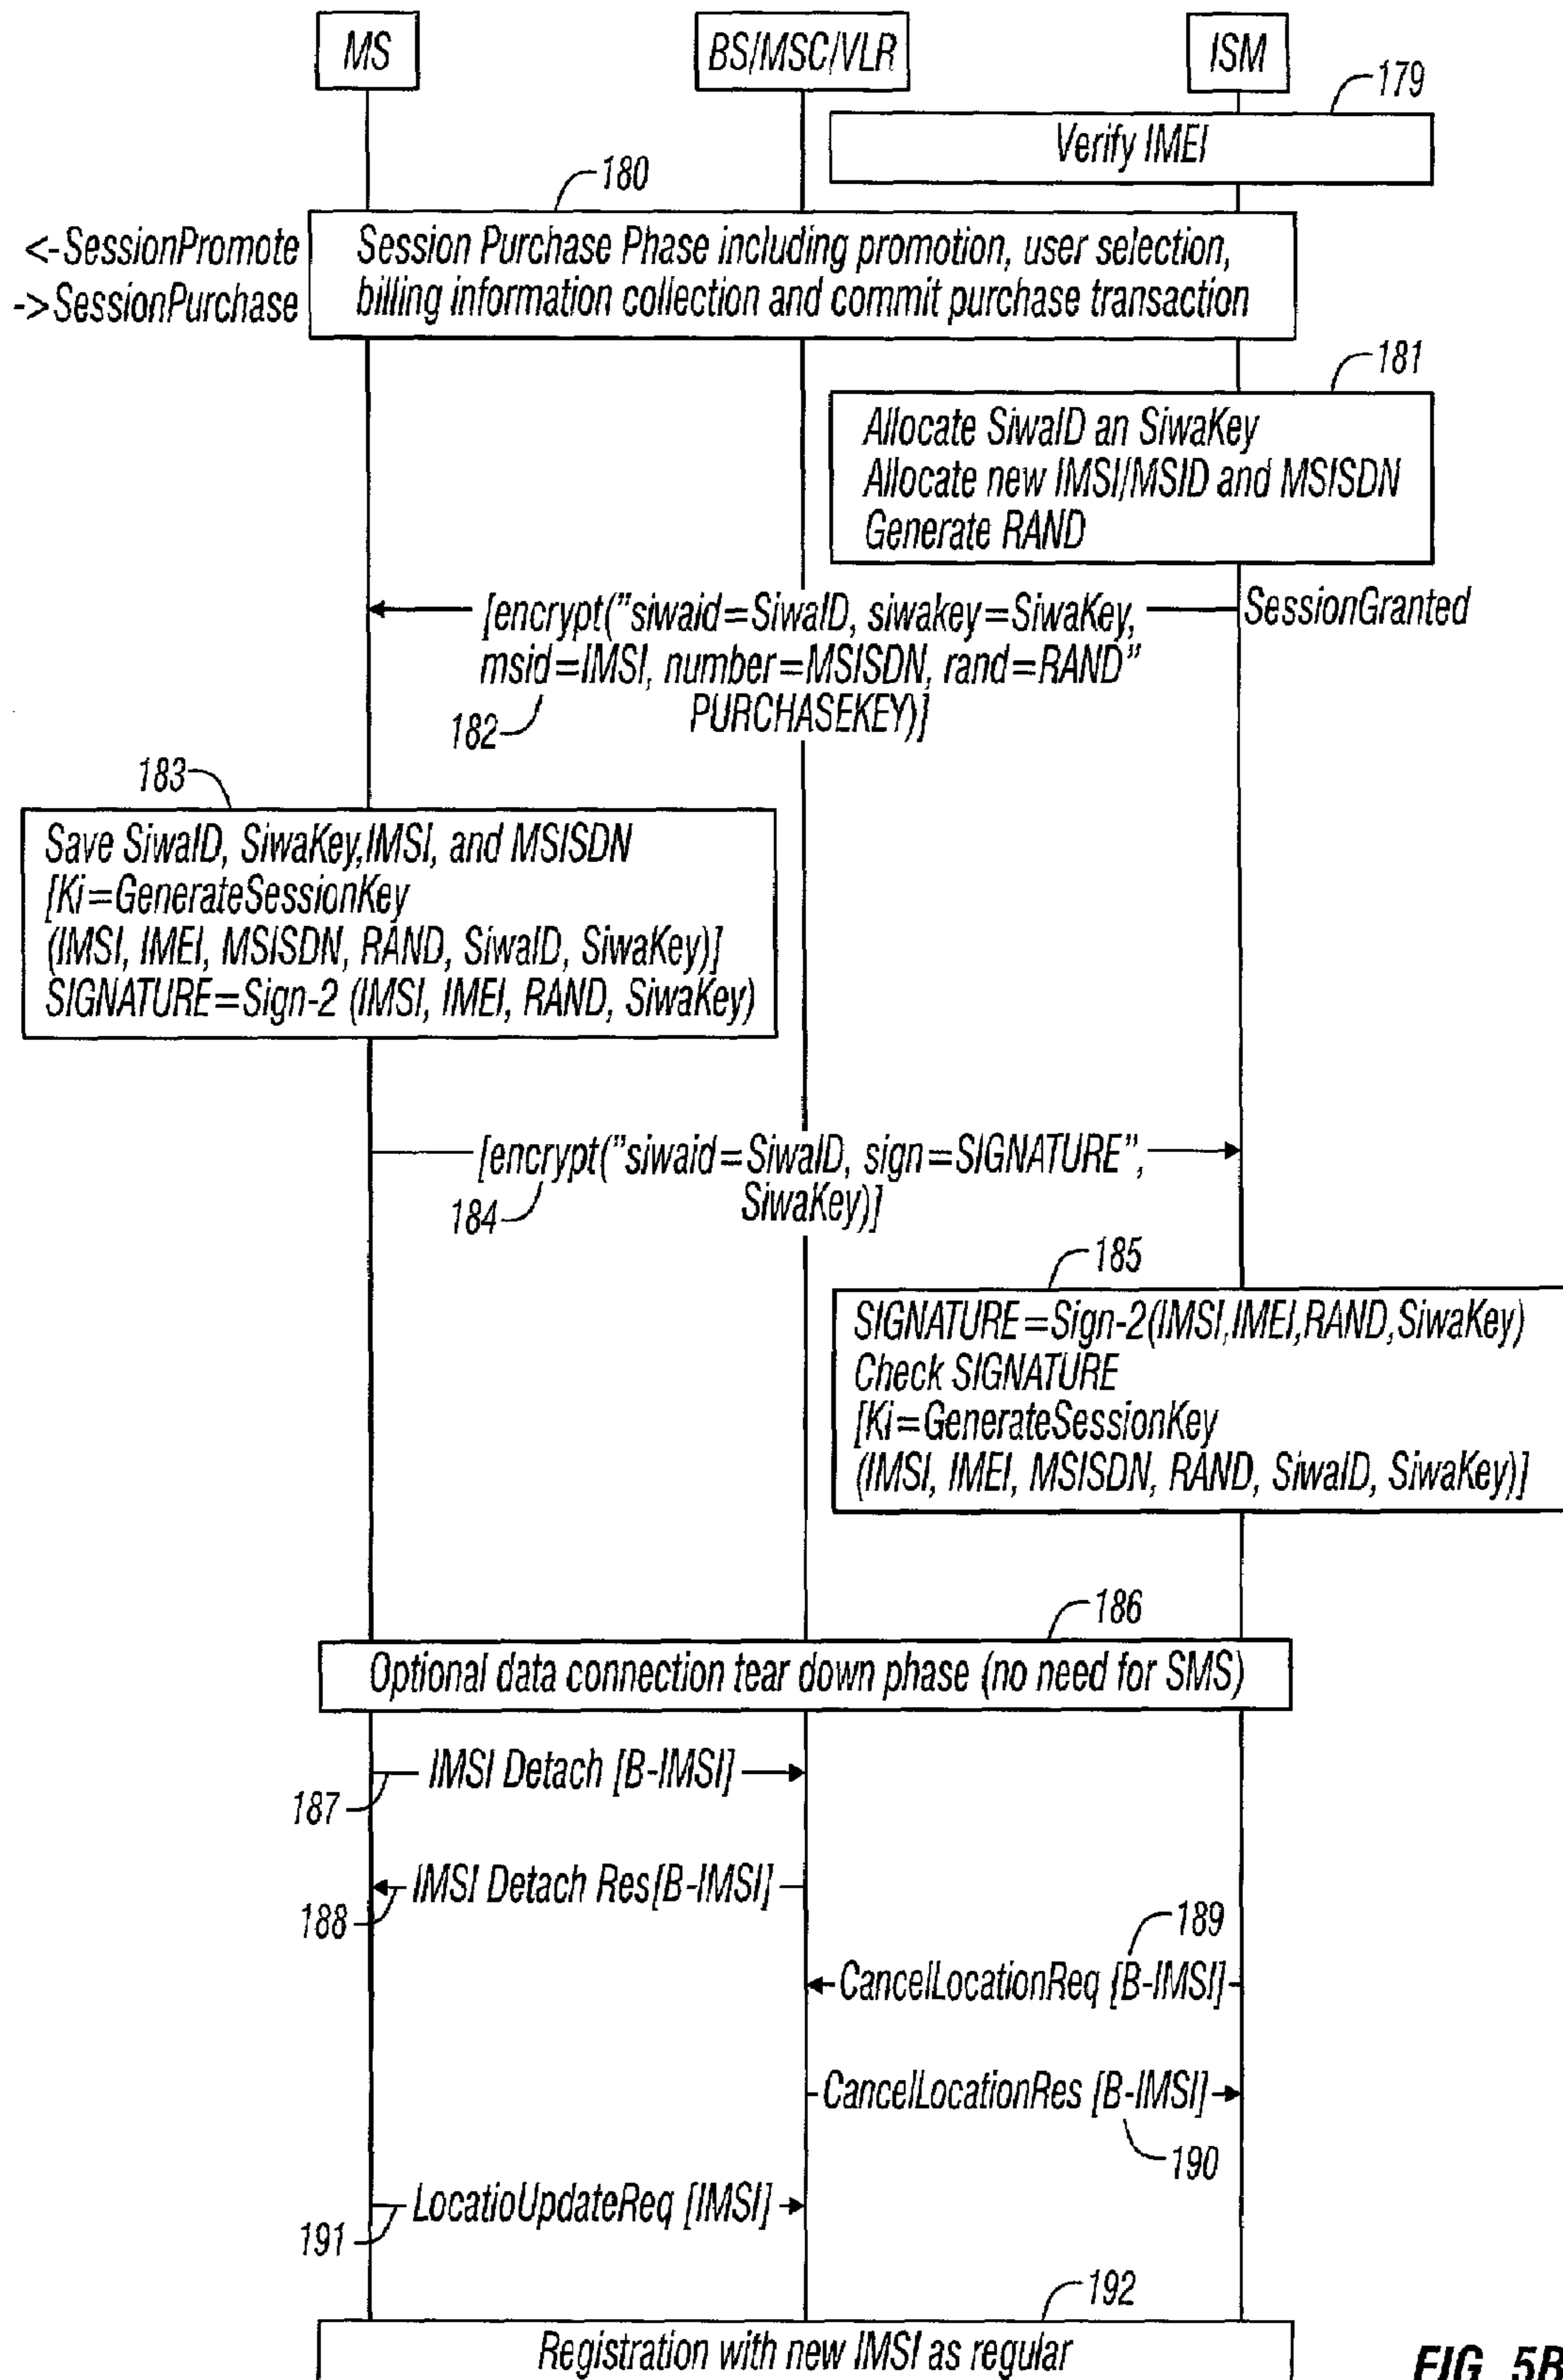 MS
BS/MSC/VLR
ISM
179
Verify IMEI
180
<-SessionPromote
->SessionPurchase
Session Purchase Phase including promotion, user selection,
billing information collection and commit purchase transaction
181
Allocate SiwaID an SiwaKey
Allocate new IMSI/MSID and MSISDN
Generate RAND
[encrypt("siwaid=SiwaID, siwakey=SiwaKey,
SessionGranted
msid=IMSI, number=MSISDN, rand=RAND"
PURCHASEKEY)]
182
183
Save SiwaID, SiwaKey,IMSI, and MSISDN
[Ki=GenerateSessionKey
(IMSI, IMEI, MSISDN, RAND, SiwaID, SiwaKey)]
SIGNATURE=Sign-2 (IMSI, IMEI, RAND, SiwaKey)
[encrypt("siwaid=SiwaID, sign=SIGNATURE",
SiwaKey)]
184
185
SIGNATURE=Sign-2(IMSI,IMEI,RAND,SiwaKey)
Check SIGNATURE
[Ki=GenerateSessionKey
(IMSI, IMEI, MSISDN, RAND, SiwaID, SiwaKey)]
186
Optional data connection tear down phase (no need for SMS)
IMSI Detach [B-IMSI]
187
IMSI Detach Res[B-IMSI]
188
189
CancelLocationReq [B-IMSI]
CancelLocationRes [B-IMSI]
190
LocatioUpdateReq [IMSI]
191
192
Registration with new IMSI as regular
FIG. 5B